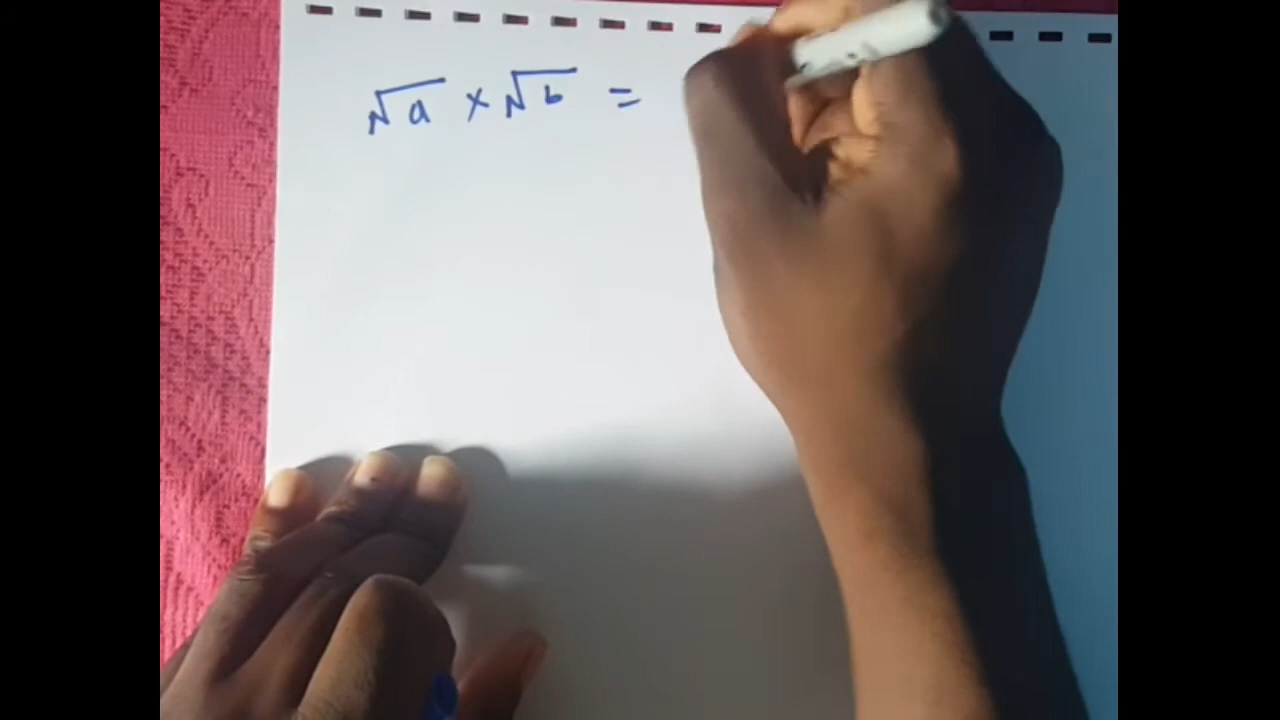 √a × √b =